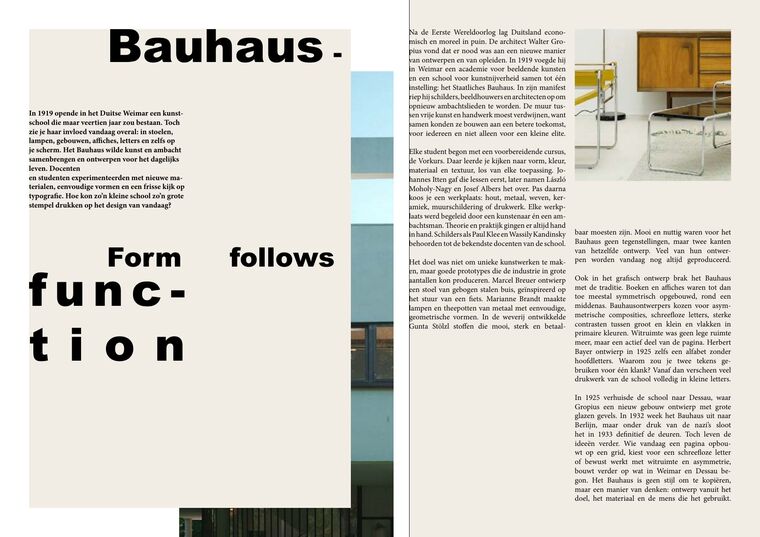 Bauhaus -
In 1919 opende in het Duitse Weimar een kunst-
school die maar veertien jaar zou bestaan. Toch
zie je haar invloed vandaag overal: in stoelen,
lampen, gebouwen, affiches, letters en zelfs op
je scherm. Het Bauhaus wilde kunst en ambacht
samenbrengen en ontwerpen voor het dagelijks
leven. Docenten
en studenten experimenteerden met nieuwe ma-
terialen, eenvoudige vormen en een frisse kijk op
typografie. Hoe kon zo'n kleine school zo'n grote
stempel drukken op het design van vandaag?
Form follows
func-
tion
Na de Eerste Wereldoorlog lag Duitsland econo-
misch en moreel in puin. De architect Walter Gro-
pius vond dat er nood was aan een nieuwe manier
van ontwerpen en van opleiden. In 1919 voegde hij
in Weimar een academie voor beeldende kunsten
en een school voor kunstnijverheid samen tot één
instelling: het Staatliches Bauhaus. In zijn manifest
riep hij schilders, beeldhouwers en architecten op om
opnieuw ambachtslieden te worden. De muur tus-
sen vrije kunst en handwerk moest verdwijnen, want
samen konden ze bouwen aan een betere toekomst,
voor iedereen en niet alleen voor een kleine elite.
Elke student begon met een voorbereidende cursus,
de Vorkurs. Daar leerde je kijken naar vorm, kleur,
materiaal en textuur, los van elke toepassing. Jo-
hannes Itten gaf die lessen eerst, later namen László
Moholy-Nagy en Josef Albers het over. Pas daarna
koos je een werkplaats: hout, metaal, weven, ker-
amiek, muurschildering of drukwerk. Elke werkp-
laats werd begeleid door een kunstenaar én een am-
bachtsman. Theorie en praktijk gingen er altijd hand
in hand. Schilders als Paul Klee en Wassily Kandinsky
behoorden tot de bekendste docenten van de school.
Het doel was niet om unieke kunstwerken te mak-
en, maar goede prototypes die de industrie in grote
aantallen kon produceren. Marcel Breuer ontwierp
een stoel van gebogen stalen buis, geïnspireerd op
het stuur van een fiets. Marianne Brandt maakte
lampen en theepotten van metaal met eenvoudige,
geometrische vormen. In de weverij ontwikkelde
Gunta Stölzl stoffen die mooi, sterk en betaal-
baar moesten zijn. Mooi en nuttig waren voor het
Bauhaus geen tegenstellingen, maar twee kanten
van hetzelfde ontwerp. Veel van hun ontwer-
pen worden vandaag nog altijd geproduceerd.
Ook in het grafisch ontwerp brak het Bauhaus
met de traditie. Boeken en affiches waren tot dan
toe meestal symmetrisch opgebouwd, rond een
middenas. Bauhausontwerpers kozen voor asym-
metrische composities, schreefloze letters, sterke
contrasten tussen groot en klein en vlakken in
primaire kleuren. Witruimte was geen lege ruimte
meer, maar een actief deel van de pagina. Herbert
Bayer ontwierp in 1925 zelfs een alfabet zonder
hoofdletters. Waarom zou je twee tekens ge-
bruiken voor één klank? Vanaf dan verscheen veel
drukwerk van de school volledig in kleine letters.
In 1925 verhuisde de school naar Dessau, waar
Gropius een nieuw gebouw ontwierp met grote
glazen gevels. In 1932 week het Bauhaus uit naar
Berlijn, maar onder druk van de nazi's sloot
het in 1933 definitief de deuren. Toch leven de
ideeën verder. Wie vandaag een pagina opbou-
wt op een grid, kiest voor een schreefloze letter
of bewust werkt met witruimte en asymmetrie,
bouwt verder op wat in Weimar en Dessau be-
gon. Het Bauhaus is geen stijl om te kopiëren,
maar een manier van denken: ontwerp vanuit het
doel, het materiaal en de mens die het gebruikt.